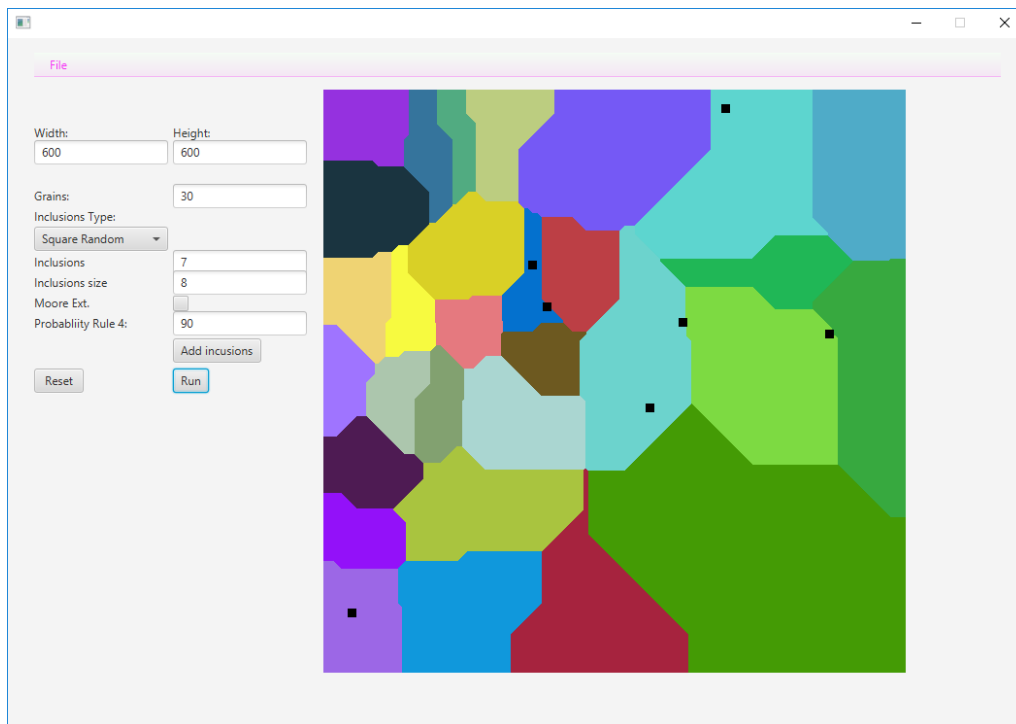 File
Width: Height:
600 600
Grains: 30
Inclusions Type:
Square Random
Inclusions 7
Inclusions size 8
Moore Ext.
Probabliity Rule 4: 90
Add incusions
Reset Run